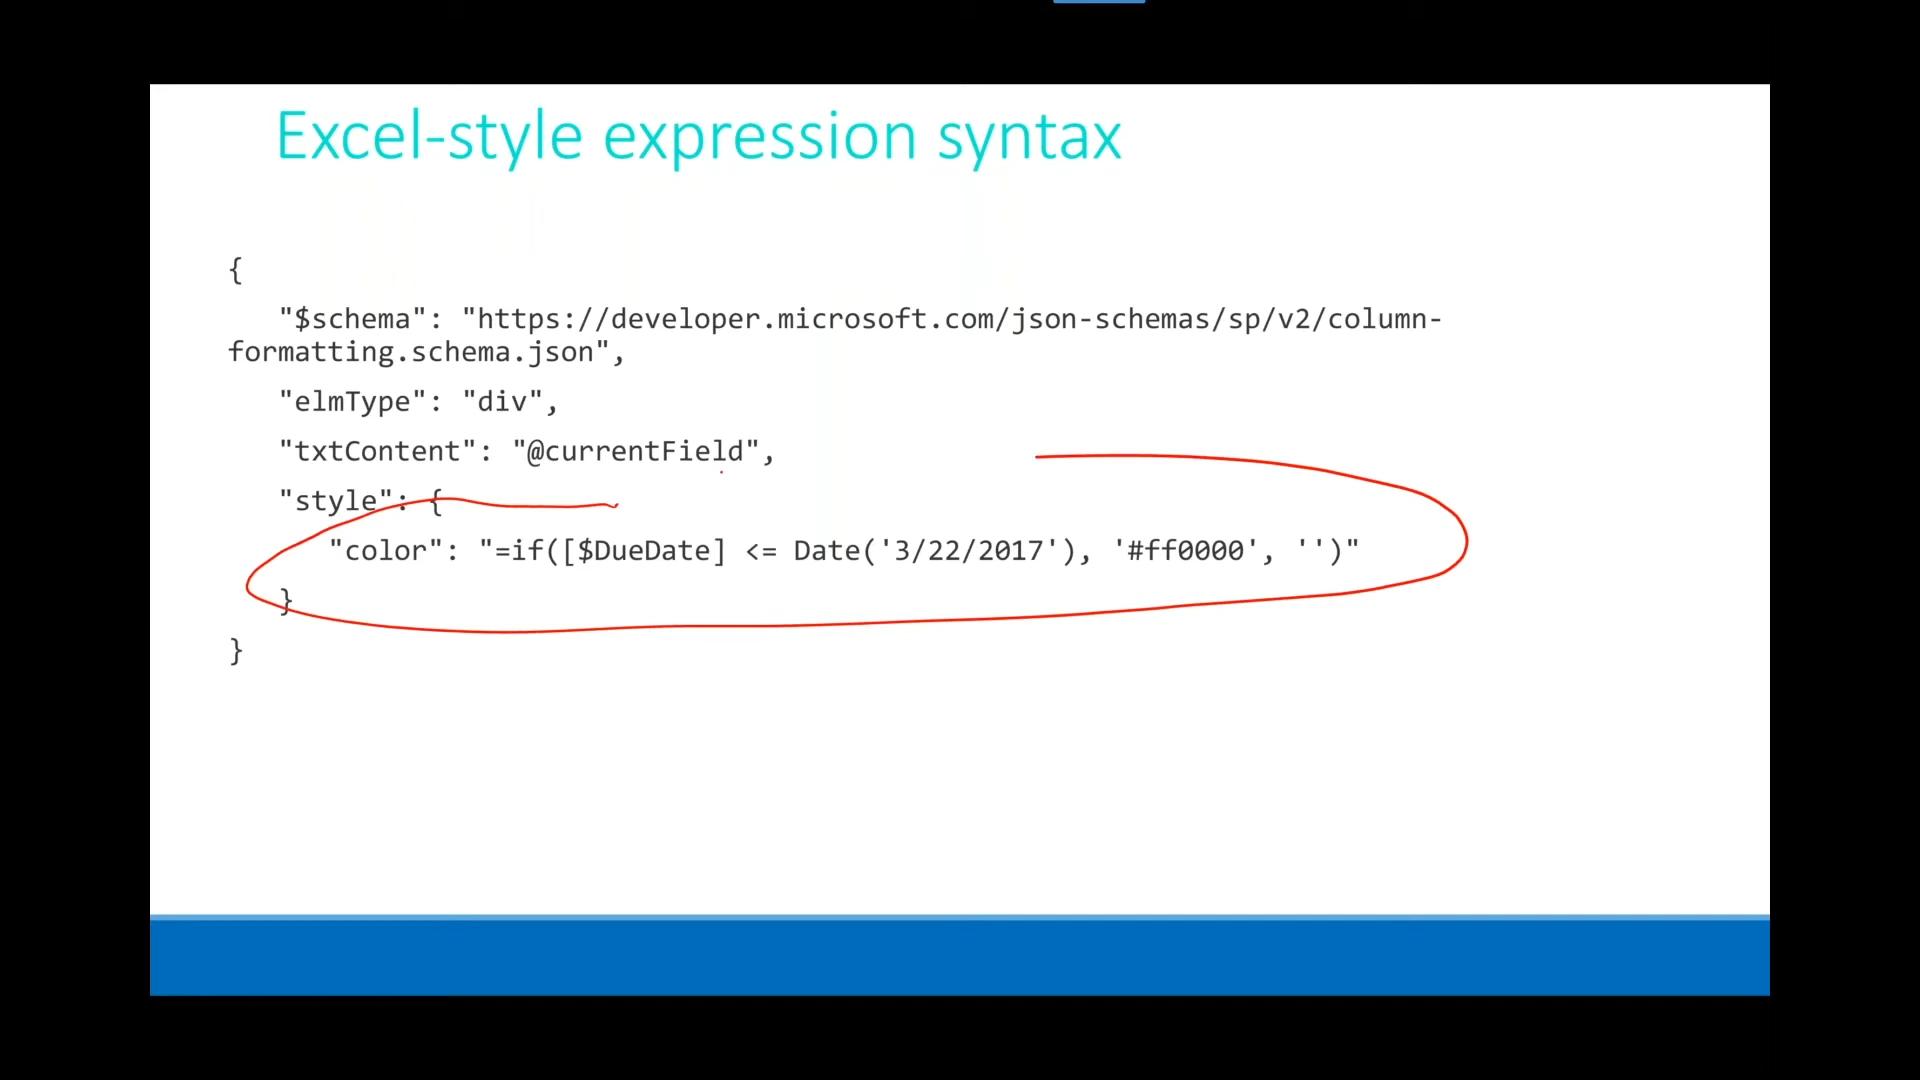 Excel-style expression syntax
{
"$schema": "https://developer.microsoft.com/json-schemas/sp/v2/column-
formatting.schema.json",
"elmType": "div",
"txtContent": "@currentField",
"style": {
"color": "=if([$DueDate] <= Date('3/22/2017'), '#ff0000', '')"
}
}